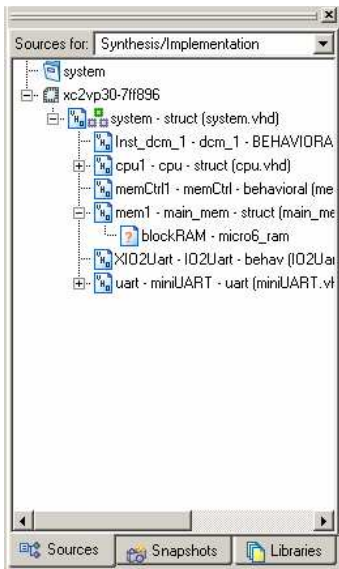 Sources for: Synthesis/Implementation
system
xc2vp30-7ff896
system - struct (system.vhd)
Inst_dcm_1 - dcm_1 - BEHAVIORA
cpu1 - cpu - struct (cpu.vhd)
memCtrl1 - memCtrl - behavioral (me
mem1 - main_mem - struct (main_me
blockRAM - micro6_ram
XIO2Uart - IO2Uart - behav (IO2Uar
uart - miniUART - uart (miniUART.vh
Sources Snapshots Libraries